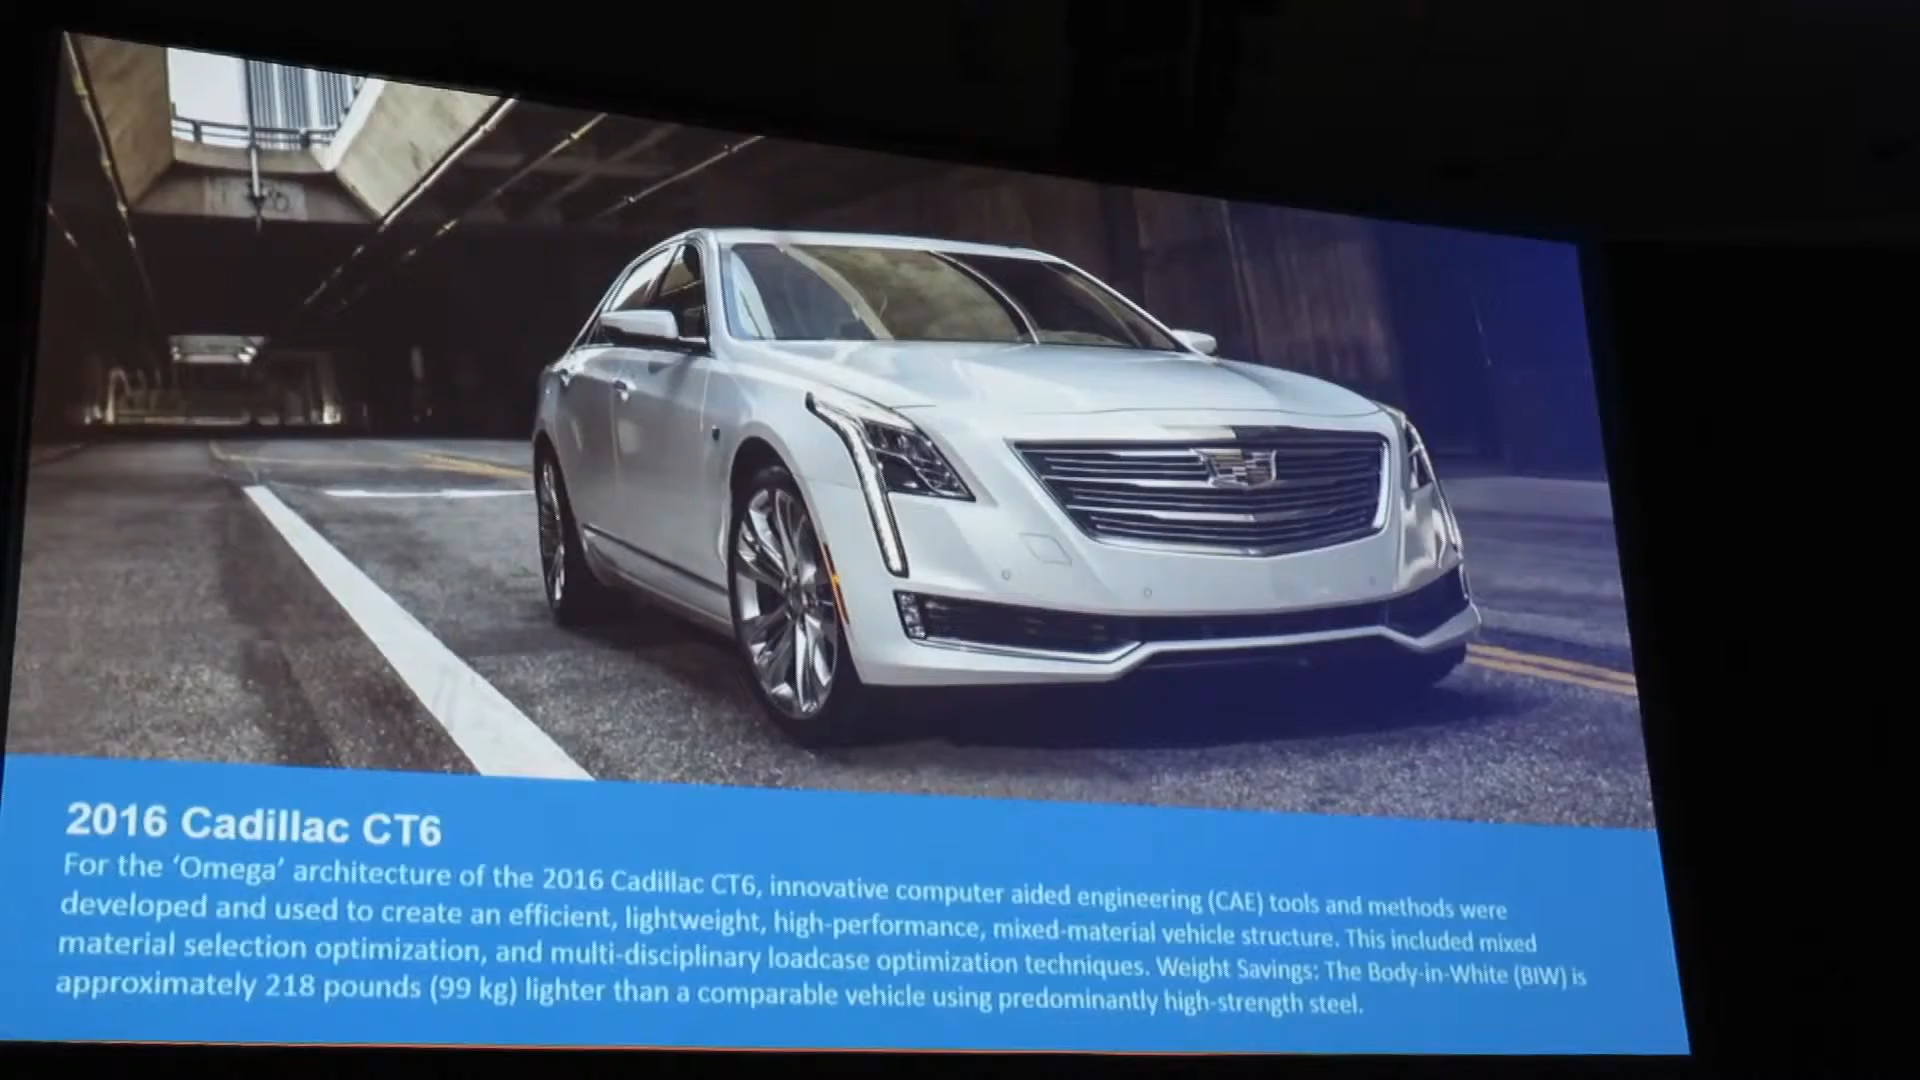 2016 Cadillac CT6
For the ‘Omega’ architecture of the 2016 Cadillac CT6, innovative computer aided engineering (CAE) tools and methods were
developed and used to create an efficient, lightweight, high-performance, mixed-material vehicle structure. This included mixed
material selection optimization, and multi-disciplinary loadcase optimization techniques. Weight Savings: The Body-in-White (BIW) is
approximately 218 pounds (99 kg) lighter than a comparable vehicle using predominantly high-strength steel.